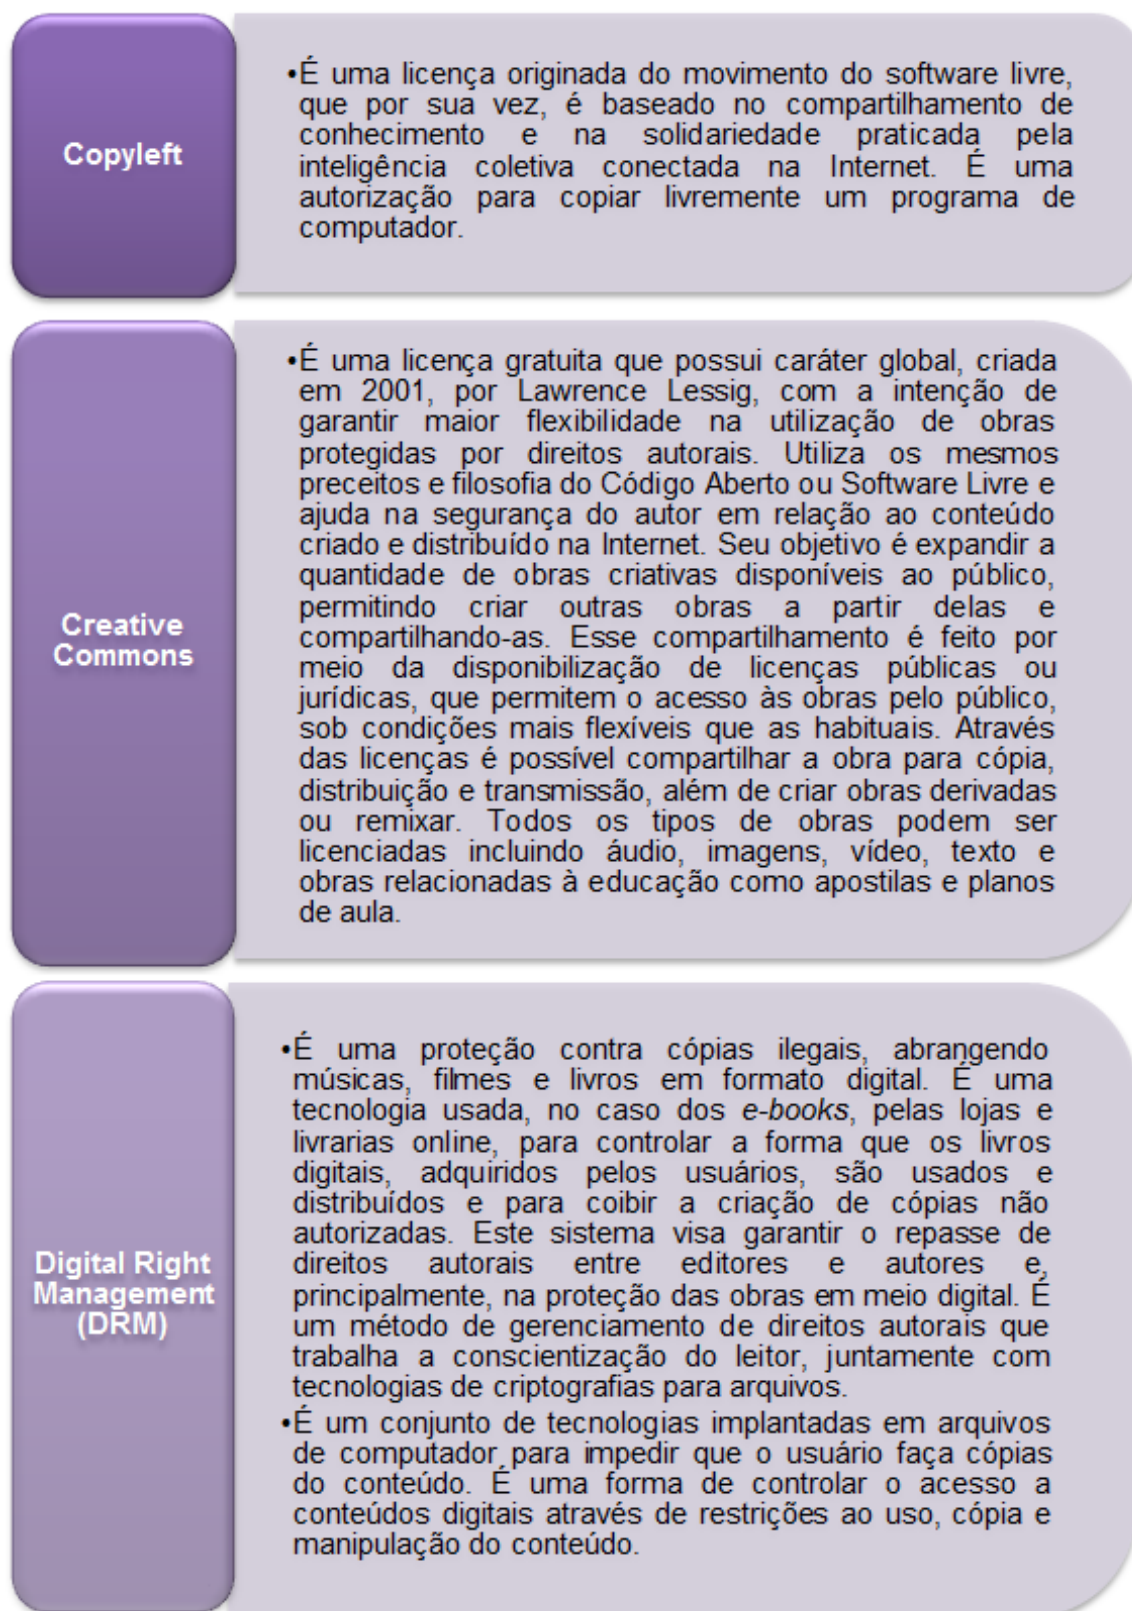 Copyleft
•É uma licença originada do movimento do software livre,
que por sua vez, é baseado no compartilhamento de
conhecimento e na solidariedade praticada pela
inteligência coletiva conectada na Internet. É uma
autorização para copiar livremente um programa de
computador.
Creative
Commons
•É uma licença gratuita que possui caráter global, criada
em 2001, por Lawrence Lessig, com a intenção de
garantir maior flexibilidade na utilização de obras
protegidas por direitos autorais. Utiliza os mesmos
preceitos e filosofia do Código Aberto ou Software Livre e
ajuda na segurança do autor em relação ao conteúdo
criado e distribuído na Internet. Seu objetivo é expandir a
quantidade de obras criativas disponíveis ao público,
permitindo criar outras obras a partir delas e
compartilhando-as. Esse compartilhamento é feito por
meio da disponibilização de licenças públicas ou
jurídicas, que permitem o acesso às obras pelo público,
sob condições mais flexíveis que as habituais. Através
das licenças é possível compartilhar a obra para cópia,
distribuição e transmissão, além de criar obras derivadas
ou remixar. Todos os tipos de obras podem ser
licenciadas incluindo áudio, imagens, vídeo, texto e
obras relacionadas à educação como apostilas e planos
de aula.
Digital Right
Management
(DRM)
•É uma proteção contra cópias ilegais, abrangendo
músicas, filmes e livros em formato digital. É uma
tecnologia usada, no caso dos e-books, pelas lojas e
livrarias online, para controlar a forma que os livros
digitais, adquiridos pelos usuários, são usados e
distribuídos e para coibir a criação de cópias não
autorizadas. Este sistema visa garantir o repasse de
direitos autorais entre editores e autores e,
principalmente, na proteção das obras em meio digital. É
um método de gerenciamento de direitos autorais que
trabalha a conscientização do leitor, juntamente com
tecnologias de criptografias para arquivos.
•É um conjunto de tecnologias implantadas em arquivos
de computador para impedir que o usuário faça cópias
do conteúdo. É uma forma de controlar o acesso a
conteúdos digitais através de restrições ao uso, cópia e
manipulação do conteúdo.